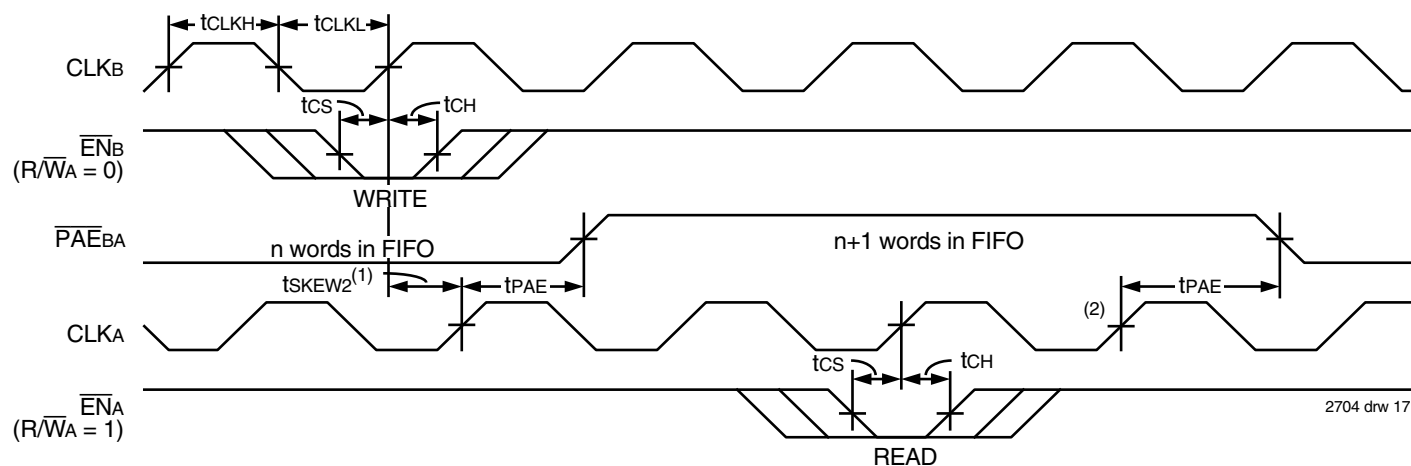 tCLKH tCLKL
CLKB
tCS tCH
ENB
(R/WA = 0)
WRITE
PAEBA
n words in FIFO n+1 words in FIFO
tSKEW2(1) tPAE (2) tPAE
CLKA
tCS tCH
ENA
(R/WA = 1)
2704 drw 17
READ